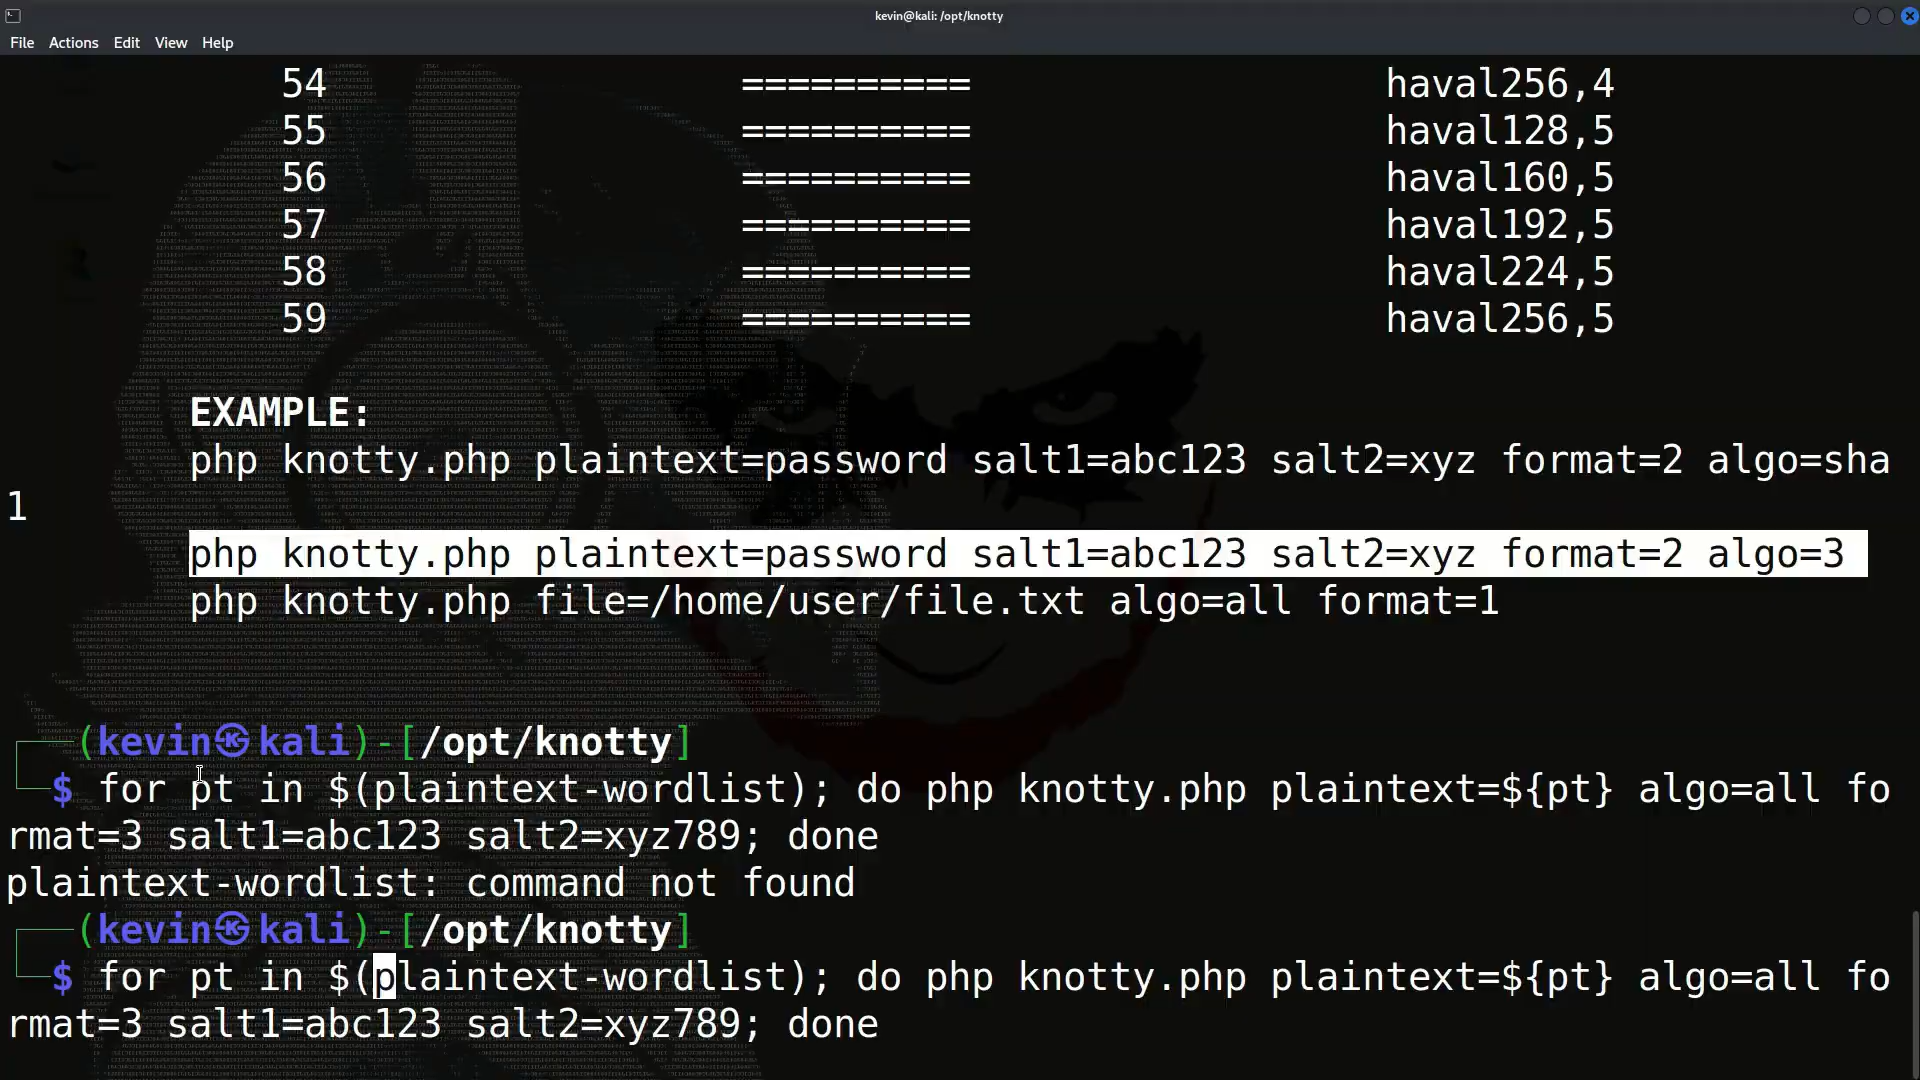 kevin@kali: /opt/knotty
File Actions Edit View Help
54 ========== haval256,4
55 ========== haval128,5
56 ========== haval160,5
57 ========== haval192,5
58 ========== haval224,5
59 ========== haval256,5
EXAMPLE:
php knotty.php plaintext=password salt1=abc123 salt2=xyz format=2 algo=sha
1
php knotty.php plaintext=password salt1=abc123 salt2=xyz format=2 algo=3
php knotty.php file=/home/user/file.txt algo=all format=1
(kevin㉿kali)-[/opt/knotty]
$ for pt in $(plaintext-wordlist); do php knotty.php plaintext=${pt} algo=all fo
rmat=3 salt1=abc123 salt2=xyz789; done
plaintext-wordlist: command not found
(kevin㉿kali)-[/opt/knotty]
$ for pt in $(plaintext-wordlist); do php knotty.php plaintext=${pt} algo=all fo
rmat=3 salt1=abc123 salt2=xyz789; done